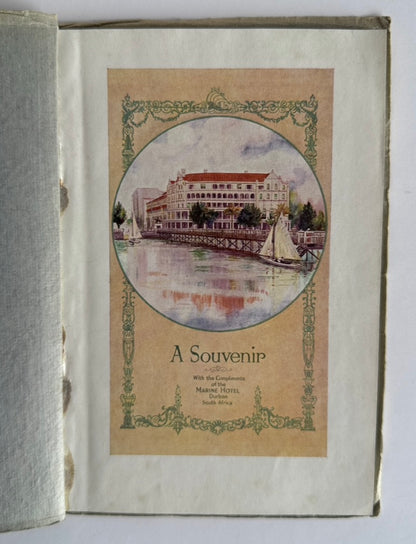 A Souvenir
With the Compliments
of the
MARINE HOTEL
Durban
South Africa